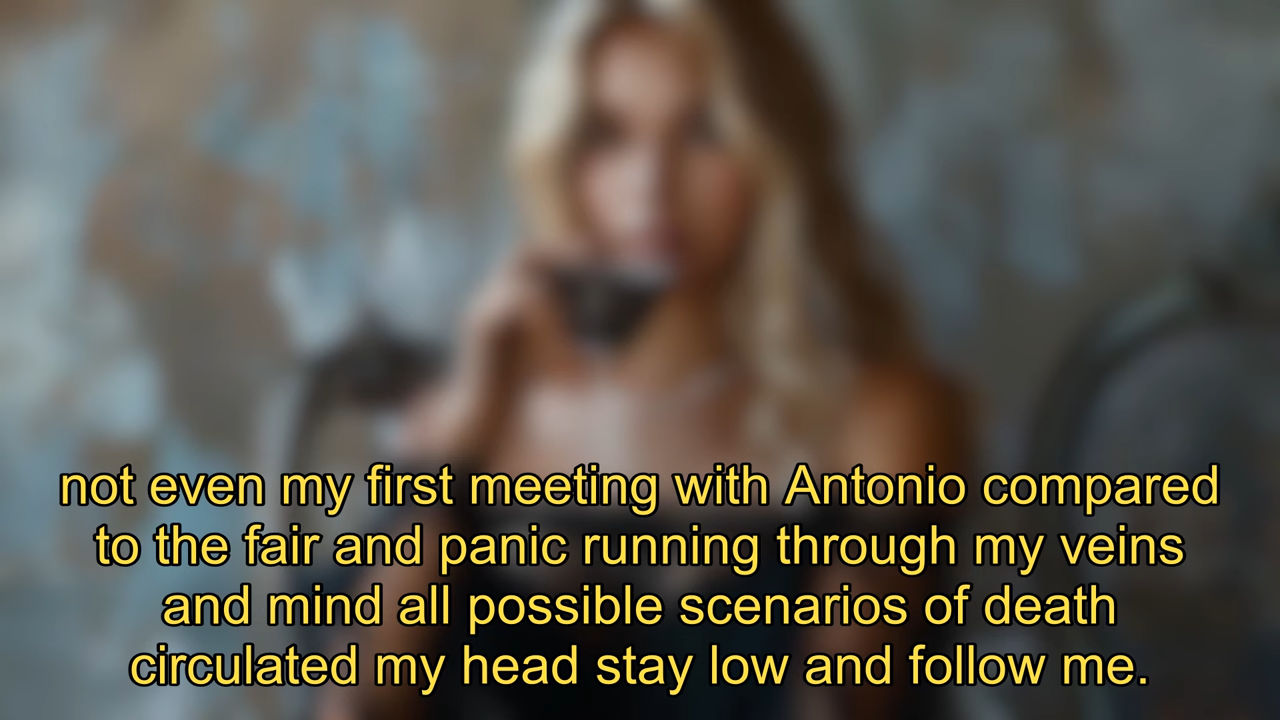 not even my first meeting with Antonio compared
to the fair and panic running through my veins
and mind all possible scenarios of death
circulated my head stay low and follow me.